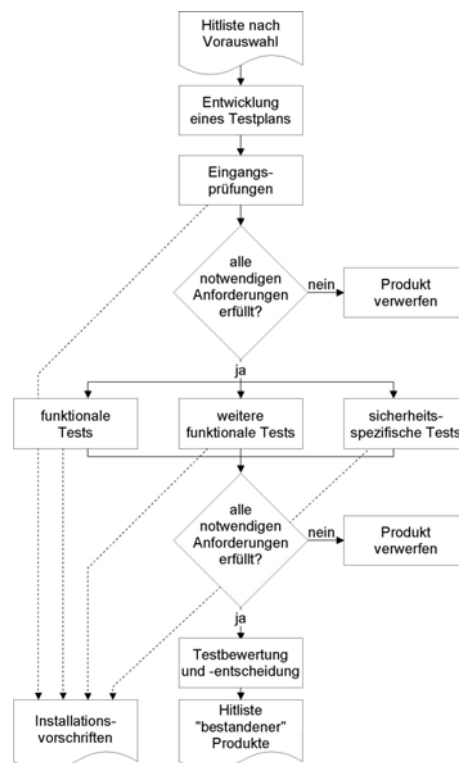 Hitliste nach
Vorauswahl
Entwicklung
eines Testplans
Eingangs-
prüfungen
alle
notwendigen
Anforderungen
erfüllt?
nein
Produkt
verwerfen
ja
funktionale
Tests
weitere
funktionale Tests
sicherheits-
spezifische Tests
alle
notwendigen
Anforderungen
erfüllt?
nein
Produkt
verwerfen
ja
Testbewertung
und -entscheidung
Installations-
vorschriften
Hitliste
"bestandener"
Produkte